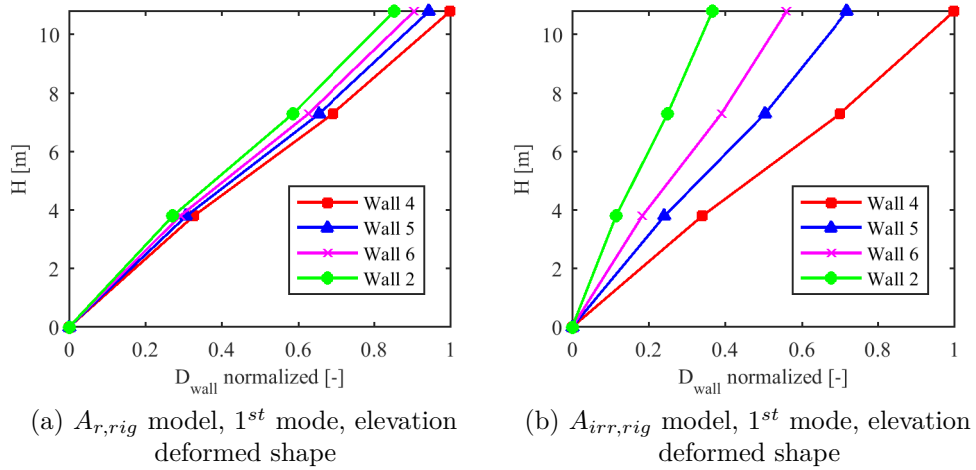 10
8
6
4
2
0
H [m]
Wall 4
Wall 5
Wall 6
Wall 2
0 0.2 0.4 0.6 0.8 1
D_wall normalized [-]
(a) A_{r,rig} model, 1^{st} mode, elevation
deformed shape
10
8
6
4
2
0
H [m]
Wall 4
Wall 5
Wall 6
Wall 2
0 0.2 0.4 0.6 0.8 1
D_wall normalized [-]
(b) A_{irr,rig} model, 1^{st} mode, elevation
deformed shape